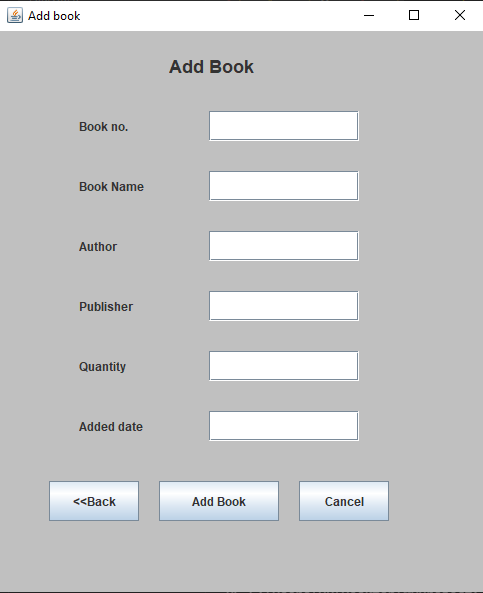 Add book
Add Book
Book no.
Book Name
Author
Publisher
Quantity
Added date
<<Back Add Book Cancel